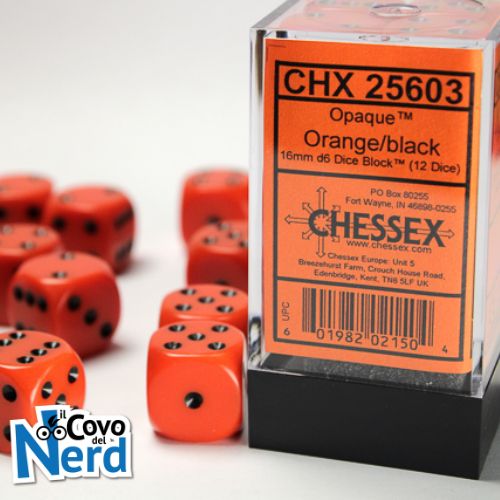 CHX 25603
Opaque™
Orange/black
16mm d6 Dice Block™ (12 Dice)
PO Box 80255
Fort Wayne, IN 46898-0255
CHESSEX
www.chessex.com
Chessex Europe: Unit 5
Breezehurst Farm, Crouch House Road,
Edenbridge, Kent, TN8 5LF UK
UPC
6 01982 02150 4
il Covo
del
Nerd